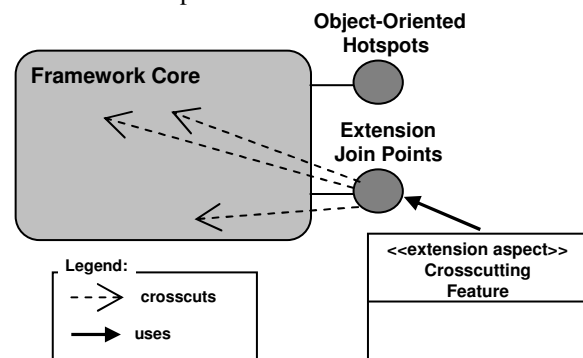 Object-Oriented
Hotspots
Framework Core
Extension
Join Points
<<extension aspect>>
Crosscutting
Feature
Legend:
crosscuts
uses